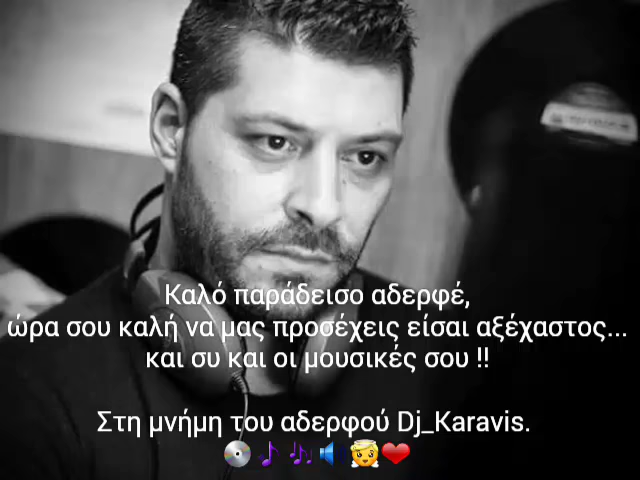 Καλό παράδεισο αδερφέ,
ώρα σου καλή να μας προσέχεις είσαι αξέχαστος...
και συ και οι μουσικές σου !!
Στη μνήμη του αδερφού Dj_Karavis.
💿🎵🎶🔊👼❤